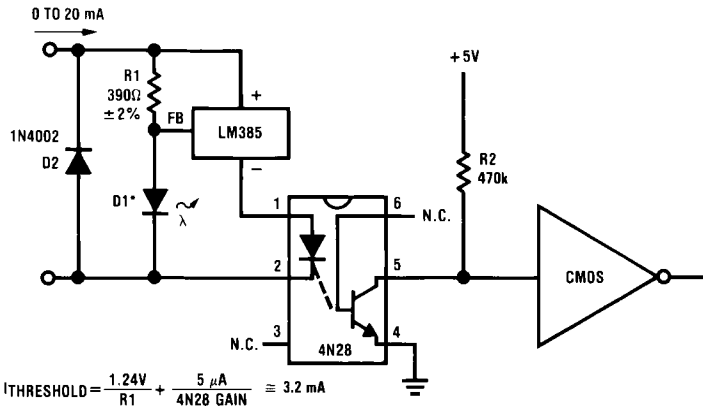 0 TO 20 mA
+5V
R1
390Ω
±2%
FB
+
LM385
−
1N4002
D2
R2
470k
D1*
λ
1
6
N.C.
2
5
CMOS
3
N.C.
4
4N28
ITHRESHOLD = 1.24V / R1 + 5 μA / 4N28 GAIN ≅ 3.2 mA